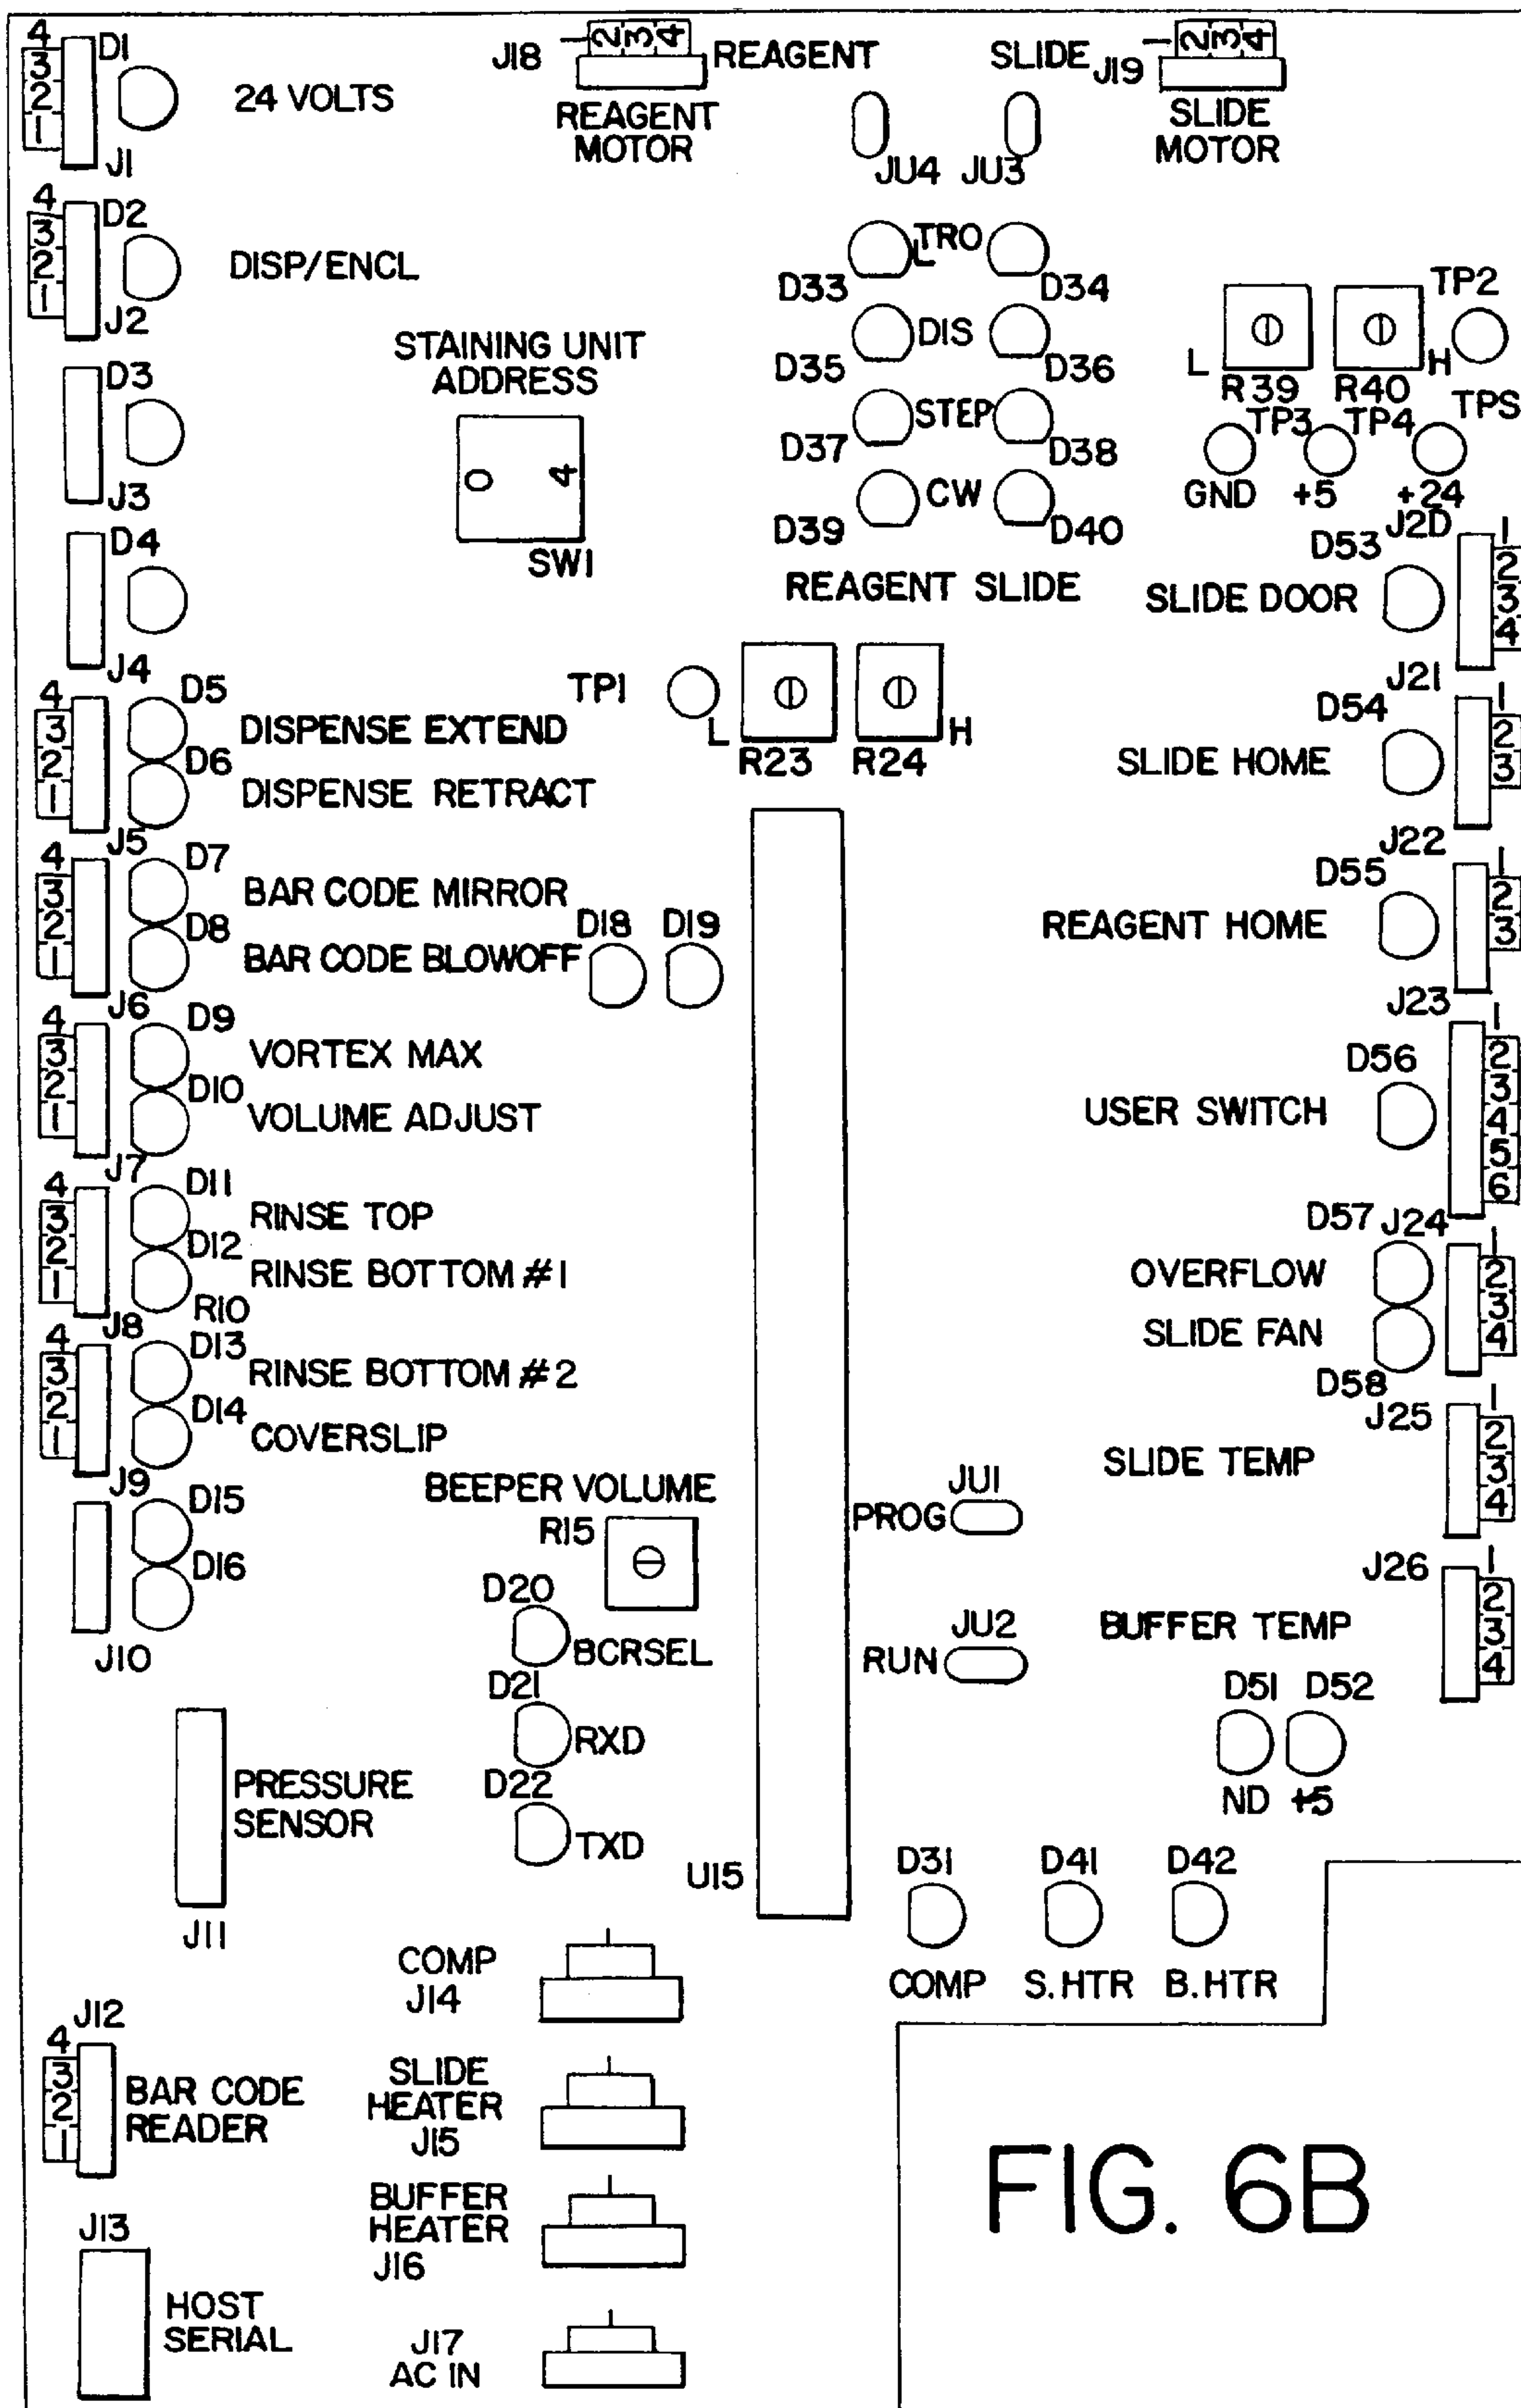 4 D1
3
2
1
J1
24 VOLTS
J18 1 2 3 4 REAGENT
REAGENT
MOTOR
SLIDE J19 1 2 3 4
SLIDE
MOTOR
JU4 JU3
4 D2
3
2
1
J2
DISP/ENCL
D33 LTRO D34
D35 DIS D36
D37 STEP D38
D39 CW D40
REAGENT SLIDE
STAINING UNIT
ADDRESS
0 4
SW1
TP2
L R39 R40 H
TP3 TP4 TPS
GND +5 +24
D3
J3
D4
J4
D53 J2D
SLIDE DOOR
1
2
3
4
TP1
L H
R23 R24
4 D5
3 DISPENSE EXTEND
2 D6
1 DISPENSE RETRACT
J5
D54 J21
SLIDE HOME
1
2
3
4 D7
3 BAR CODE MIRROR
2 D8
1 BAR CODE BLOWOFF
J6
D18 D19
D55 J22
REAGENT HOME
1
2
3
4 D9
3 VORTEX MAX
2 D10
1 VOLUME ADJUST
J7
J23
D56
USER SWITCH
1
2
3
4
5
6
4 D11
3 RINSE TOP
2 D12
1 RINSE BOTTOM #1
R10
J8
D57 J24
OVERFLOW
SLIDE FAN
D58
1
2
3
4
4 D13
3 RINSE BOTTOM #2
2 D14
1 COVERSLIP
J9
J25
SLIDE TEMP
1
2
3
4
D15
D16
J10
BEEPER VOLUME
R15
D20
BCRSEL
D21
RXD
D22
TXD
JU1
PROG
JU2
RUN
J26
BUFFER TEMP
1
2
3
4
D51 D52
ND +5
PRESSURE
SENSOR
J11
U15
D31 D41 D42
COMP S.HTR B.HTR
COMP
J14
J12
4
3
2
1
BAR CODE
READER
SLIDE
HEATER
J15
BUFFER
HEATER
J16
J13
HOST
SERIAL
J17
AC IN
FIG. 6B